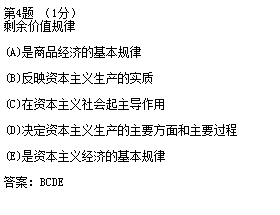 第4题 （1分）
剩余价值规律
(A)是商品经济的基本规律
(B)反映资本主义生产的实质
(C)在资本主义社会起主导作用
(D)决定资本主义生产的主要方面和主要过程
(E)是资本主义经济的基本规律
答案：BCDE